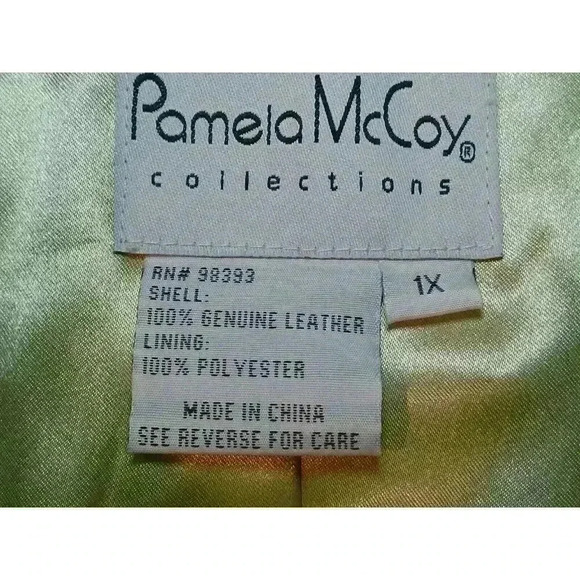 Pamela McCoy®
collections
RN# 98393
SHELL:
100% GENUINE LEATHER
LINING:
100% POLYESTER
MADE IN CHINA
SEE REVERSE FOR CARE
1X